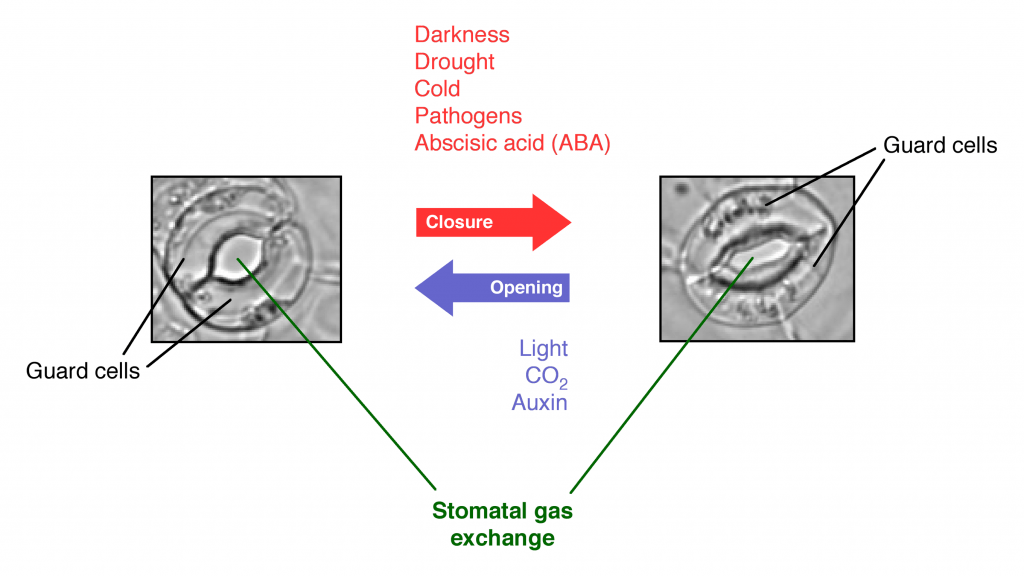 Darkness
Drought
Cold
Pathogens
Abscisic acid (ABA)
Guard cells
Closure
Opening
Light
CO₂
Auxin
Guard cells
Stomatal gas
exchange